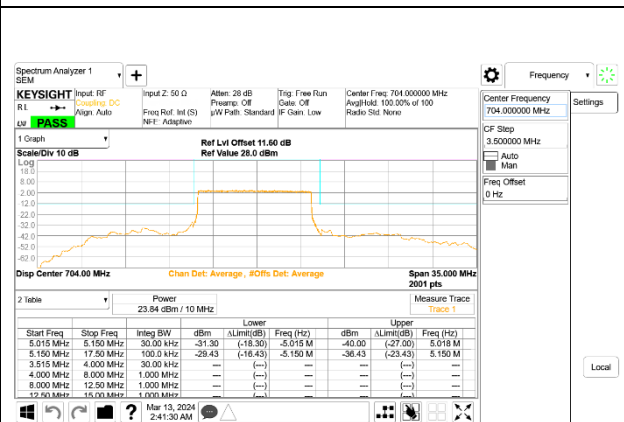 Spectrum Analyzer 1
SEM
+
Frequency
KEYSIGHT Input: RF Input Z: 50 Ω Atten: 28 dB Trig: Free Run Center Freq: 704.000000 MHz
RL Coupling: DC Preamp: Off Gate: Off Avg|Hold: 100.00% of 100
Align: Auto Freq Ref: Int (S) µW Path: Standard IF Gain: Low Radio Std: None
PASS NFE: Adaptive
Center Frequency
704.000000 MHz
Settings
CF Step
3.500000 MHz
Auto
Man
Freq Offset
0 Hz
Local
1 Graph
Ref Lvl Offset 11.60 dB
Scale/Div 10 dB Ref Value 28.0 dBm
Log
18.0
8.00
2.00
-12.0
-22.0
-32.0
-42.0
-52.0
-62.0
Disp Center 704.00 MHz Chan Det: Average , #Offs Det: Average Span 35.000 MHz
2001 pts
2 Table
Power
23.84 dBm / 10 MHz
Measure Trace
Trace 1
Lower Upper
Start Freq Stop Freq Integ BW dBm ΔLimit(dB) Freq (Hz) dBm ΔLimit(dB) Freq (Hz)
5.015 MHz 5.150 MHz 30.00 kHz -31.30 (-18.30) -5.015 M -40.00 (-27.00) 5.018 M
5.150 MHz 17.50 MHz 100.0 kHz -29.43 (-16.43) -5.150 M -36.43 (-23.43) 5.150 M
3.515 MHz 4.000 MHz 30.00 kHz --- (---) --- --- (---) ---
4.000 MHz 8.000 MHz 1.000 MHz --- (---) --- --- (---) ---
8.000 MHz 12.50 MHz 1.000 MHz --- (---) --- --- (---) ---
12.50 MHz 15.00 MHz 1.000 MHz --- (---) --- --- (---) ---
? Mar 13, 2024
2:41:30 AM